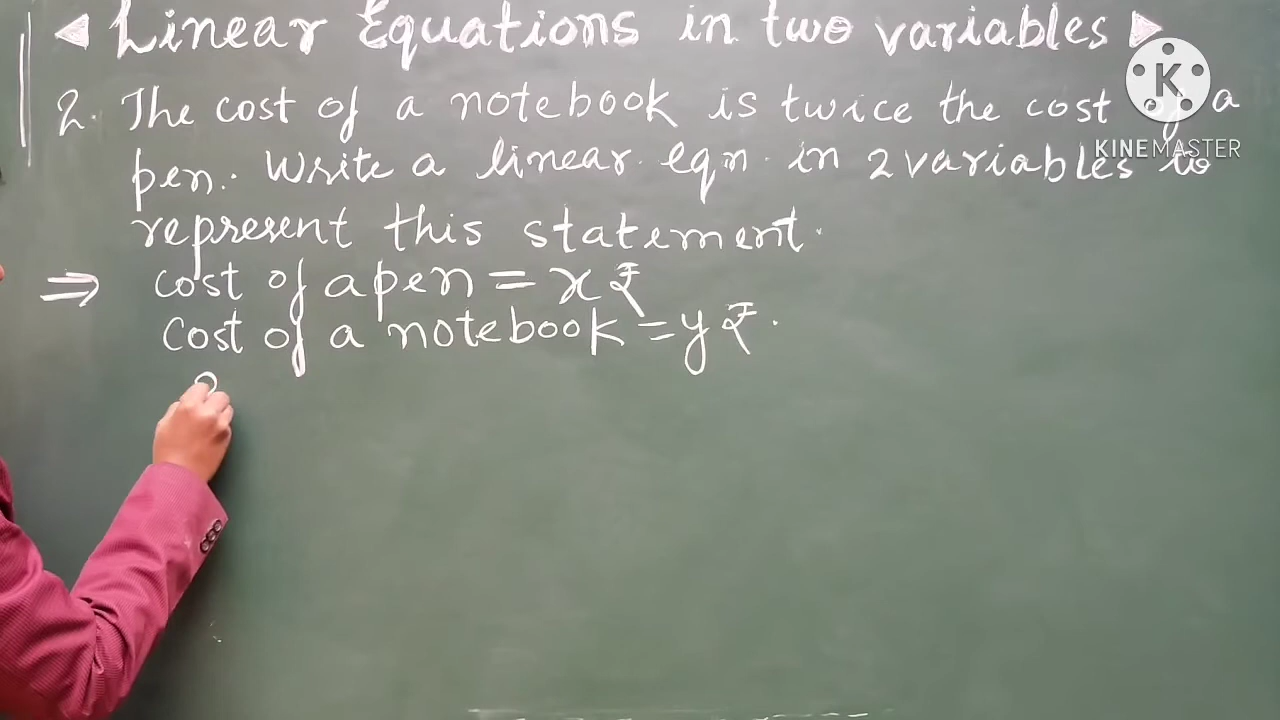 Linear Equations in two variables
2. The cost of a notebook is twice the cost of a
pen. Write a linear eqn. in 2 variables to
represent this statement.
⇒ cost of a pen = x ₹
cost of a notebook = y ₹.
K
KINEMASTER